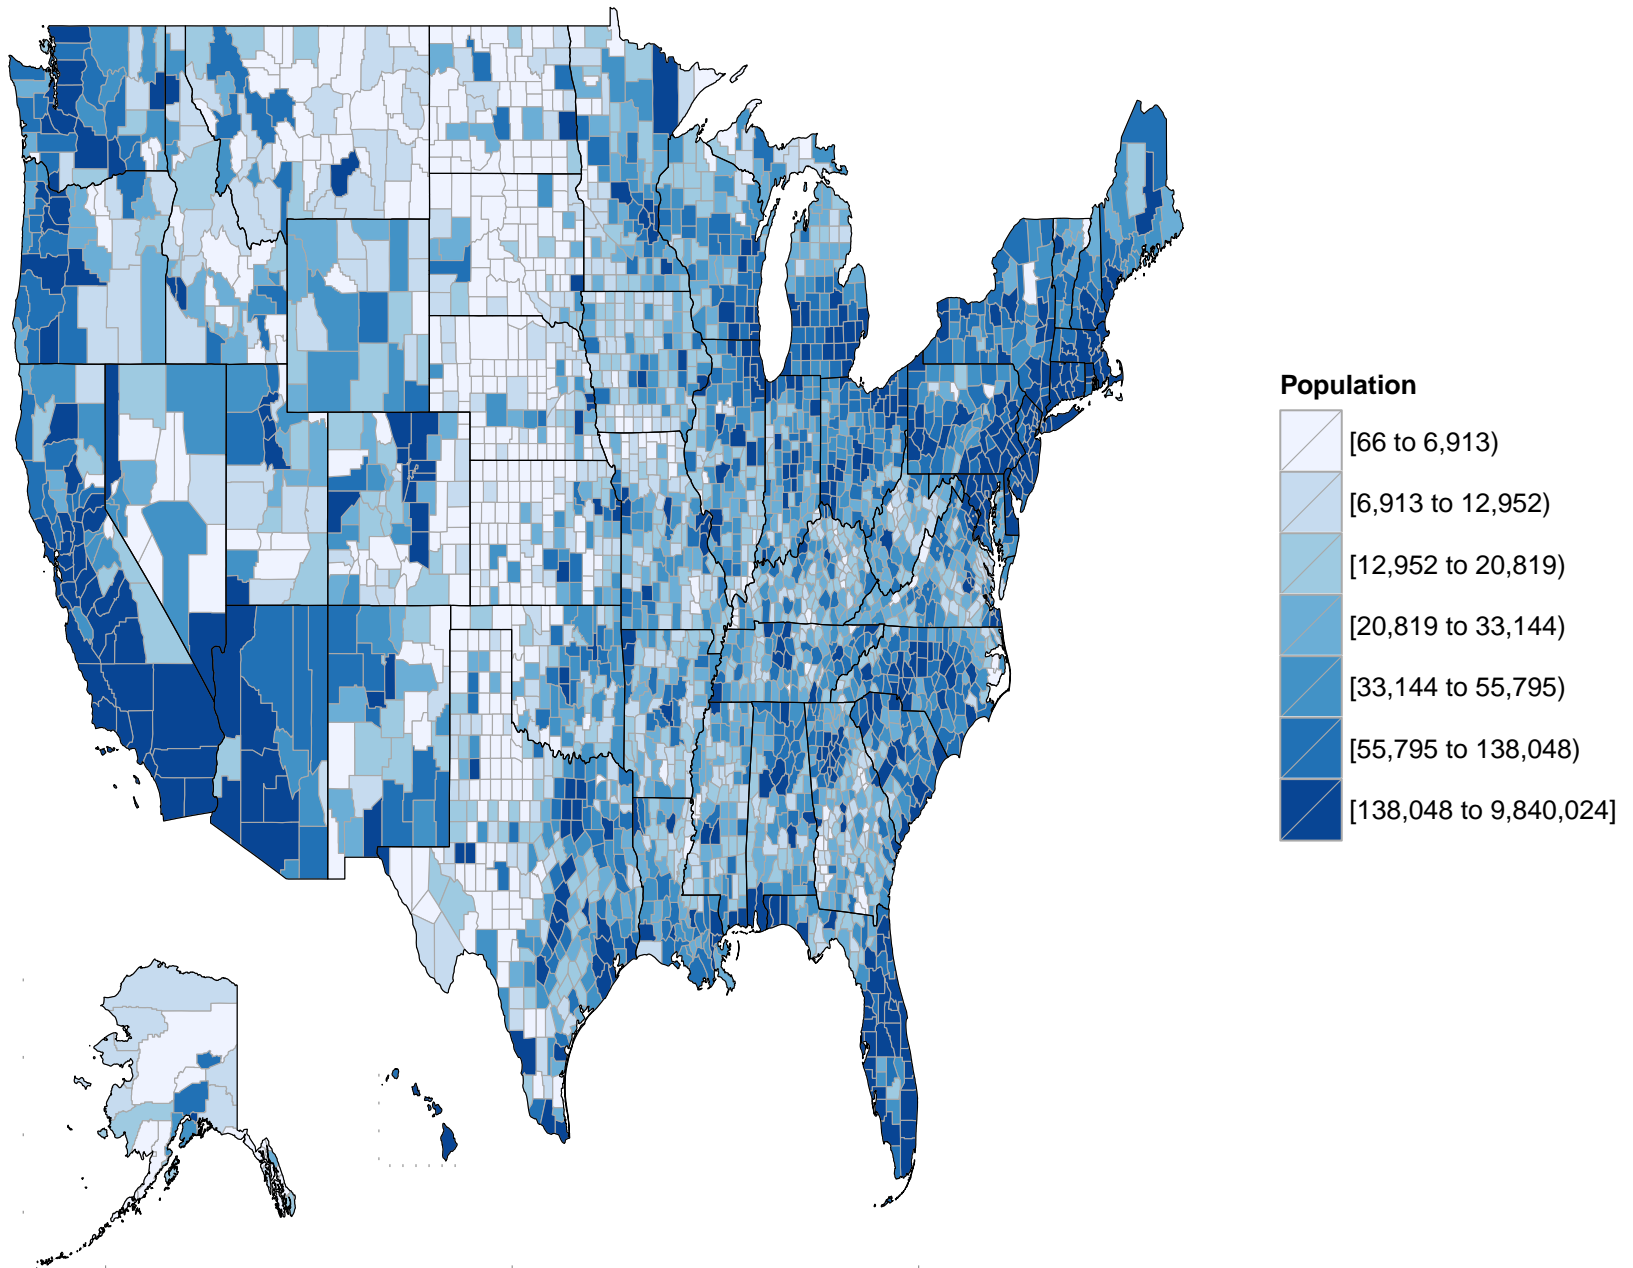 Population
[66 to 6,913)
[6,913 to 12,952)
[12,952 to 20,819)
[20,819 to 33,144)
[33,144 to 55,795)
[55,795 to 138,048)
[138,048 to 9,840,024]